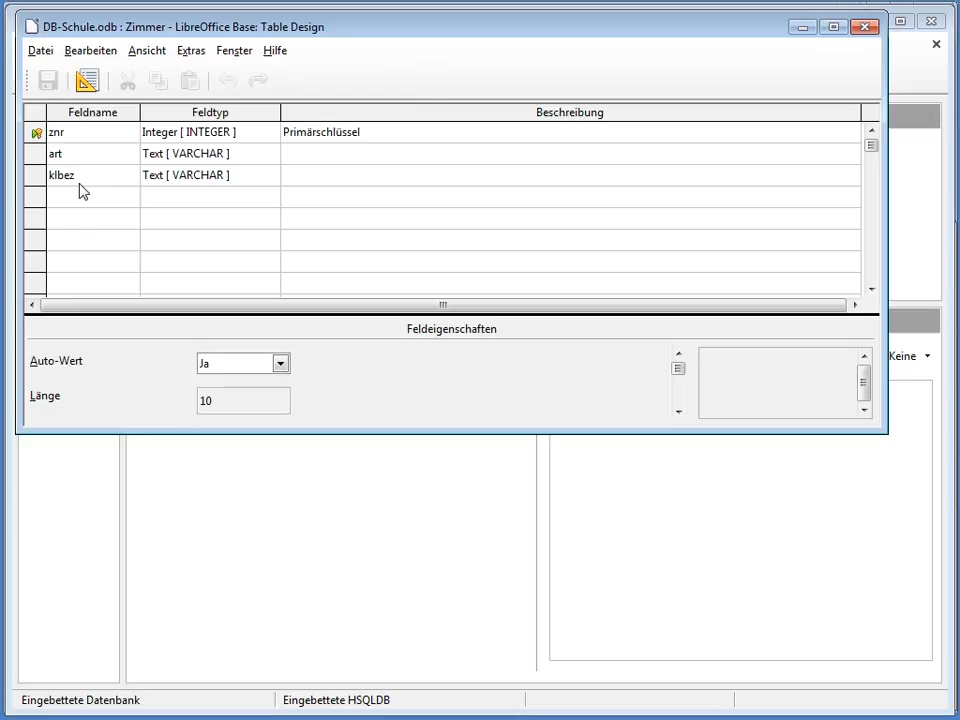 DB-Schule.odb : Zimmer - LibreOffice Base: Table Design
Datei Bearbeiten Ansicht Extras Fenster Hilfe
Feldname Feldtyp Beschreibung
znr Integer [ INTEGER ] Primärschlüssel
art Text [ VARCHAR ]
klbez Text [ VARCHAR ]
Feldeigenschaften
Auto-Wert Ja
Keine
Länge 10
Eingebettete Datenbank Eingebettete HSQLDB